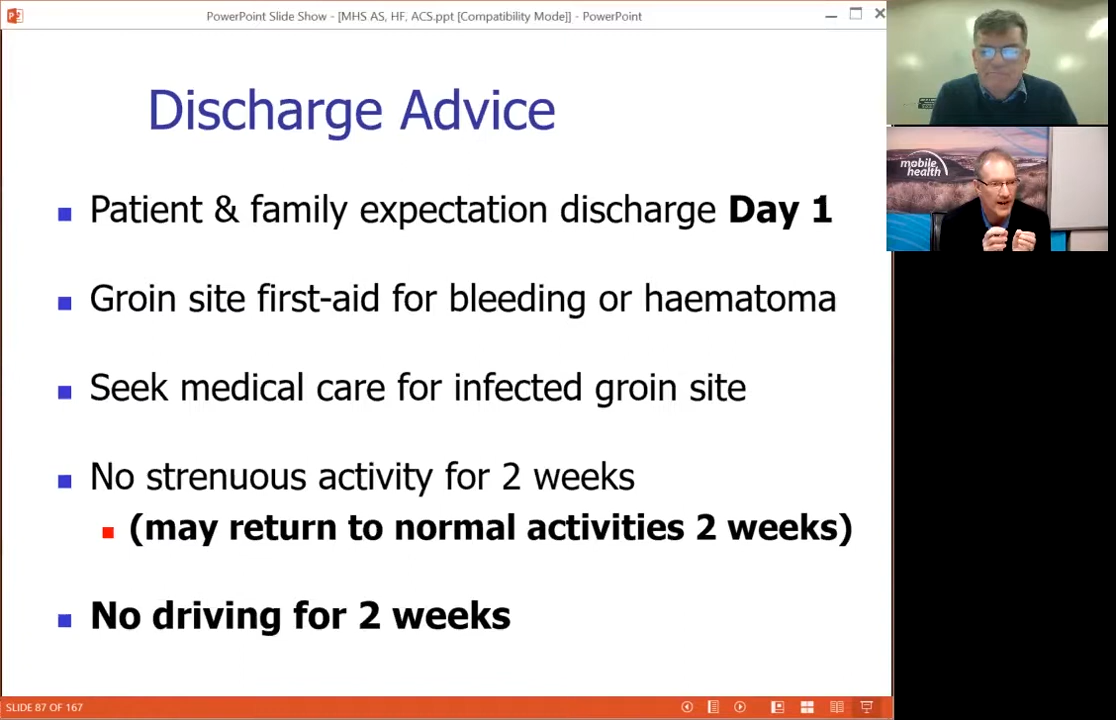 PowerPoint Slide Show - [MHS AS, HF, ACS.ppt [Compatibility Mode]] - PowerPoint
Discharge Advice
Patient & family expectation discharge Day 1
Groin site first-aid for bleeding or haematoma
Seek medical care for infected groin site
No strenuous activity for 2 weeks
(may return to normal activities 2 weeks)
No driving for 2 weeks
SLIDE 87 OF 167
mobile
health